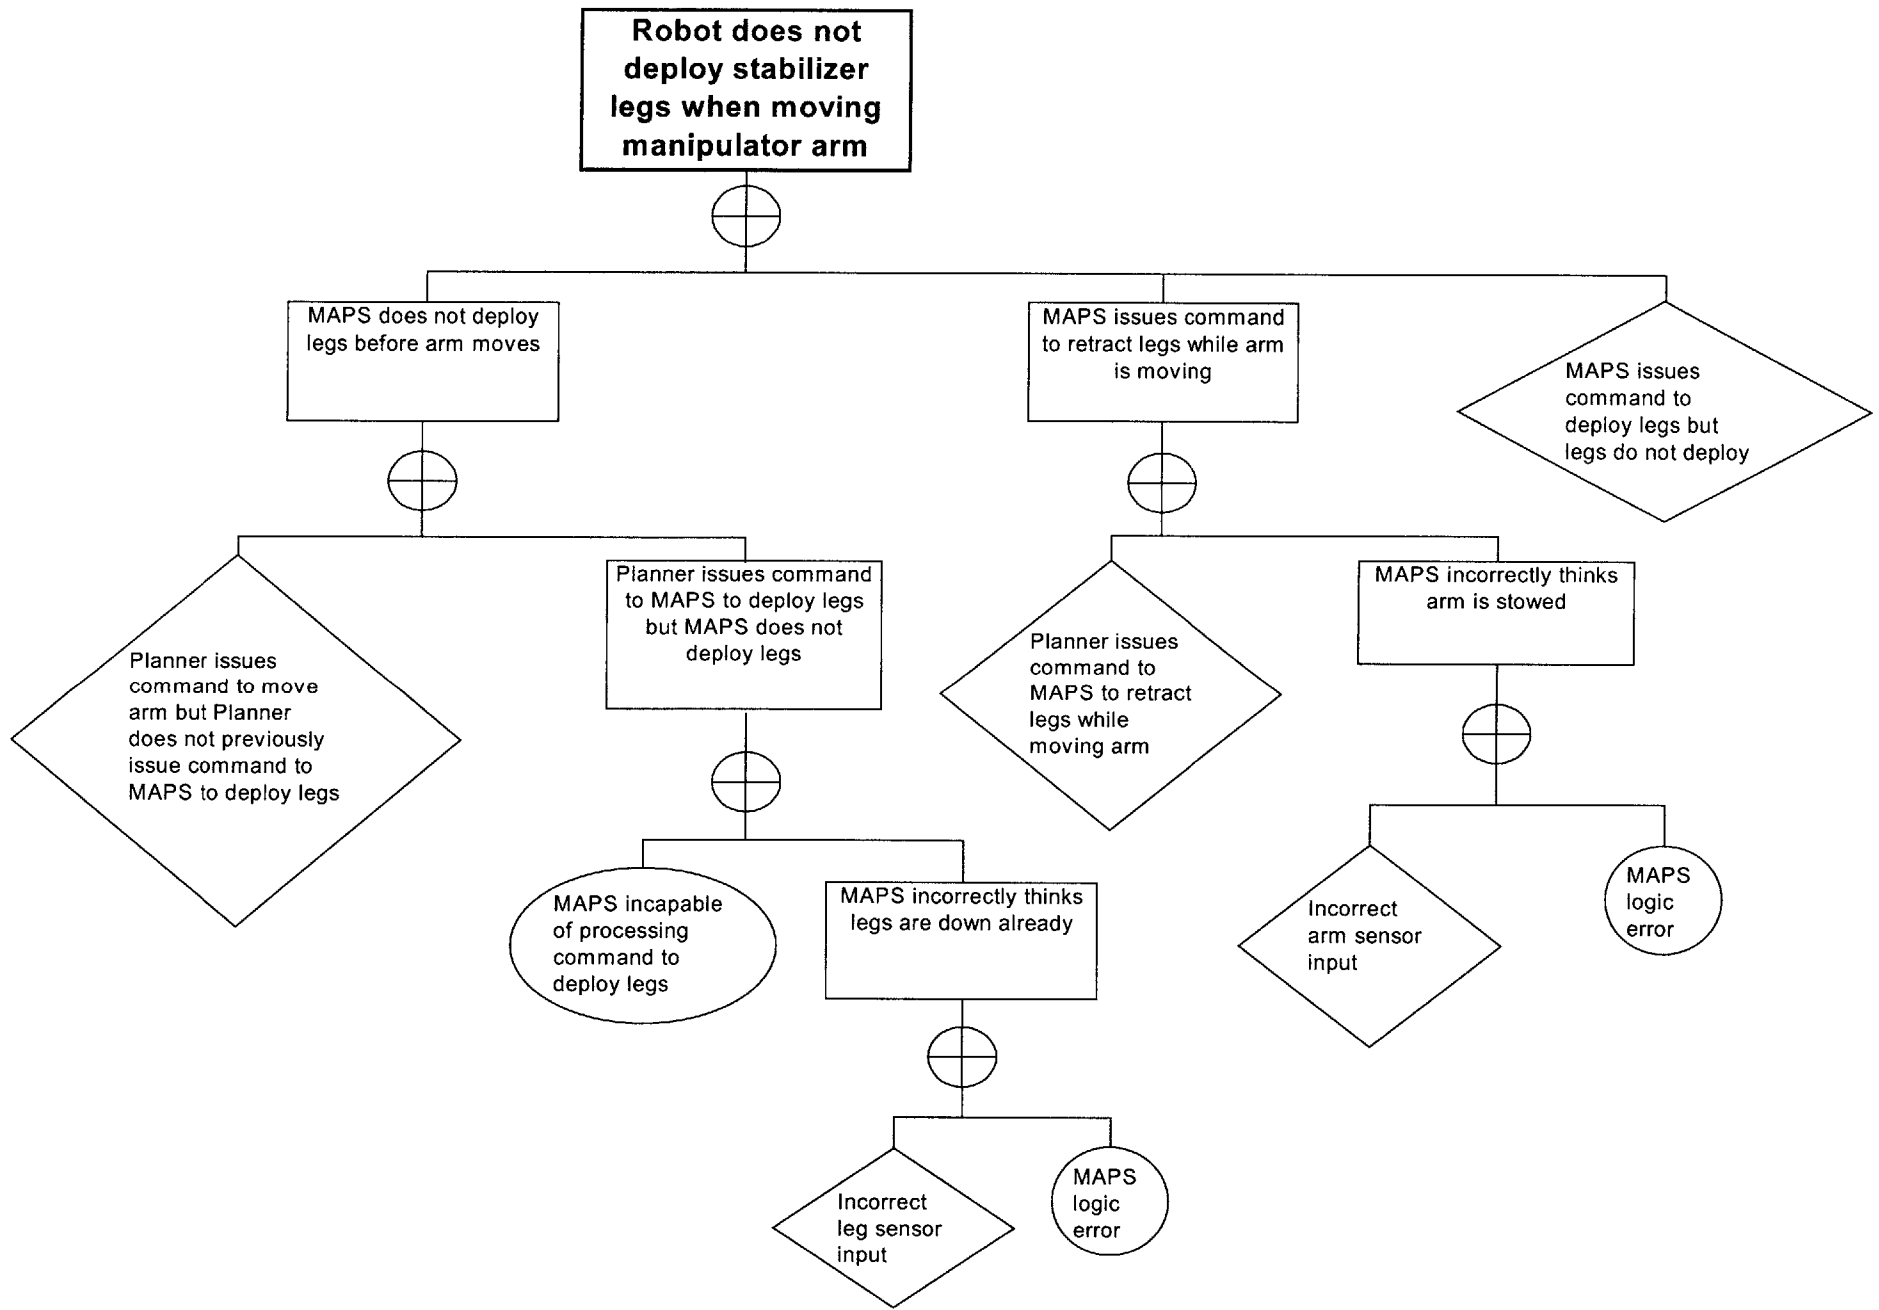 Robot does not
deploy stabilizer
legs when moving
manipulator arm
MAPS does not deploy
legs before arm moves
MAPS issues command
to retract legs while arm
is moving
MAPS issues
command to
deploy legs but
legs do not deploy
Planner issues
command to move
arm but Planner
does not previously
issue command to
MAPS to deploy legs
Planner issues command
to MAPS to deploy legs
but MAPS does not
deploy legs
Planner issues
command to
MAPS to retract
legs while
moving arm
MAPS incorrectly thinks
arm is stowed
MAPS incapable
of processing
command to
deploy legs
MAPS incorrectly thinks
legs are down already
Incorrect
arm sensor
input
MAPS
logic
error
Incorrect
leg sensor
input
MAPS
logic
error